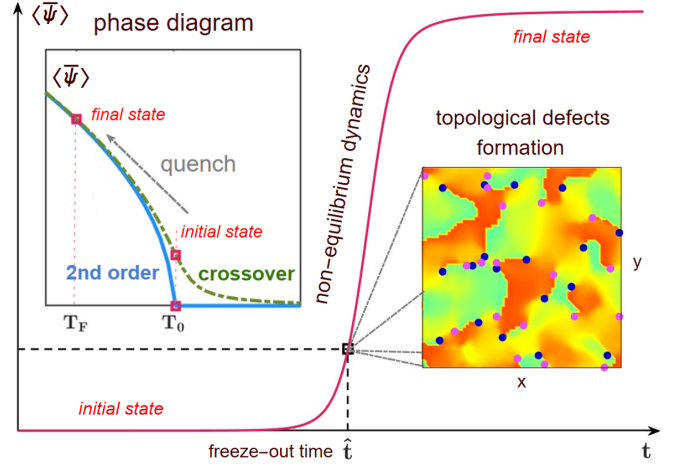 ⟨ψ̅⟩
phase diagram
⟨ψ̅⟩
final state
quench
initial state
2nd order
crossover
T_F
T_0
final state
non−equilibrium dynamics
topological defects
formation
y
x
initial state
freeze−out time t̂
t